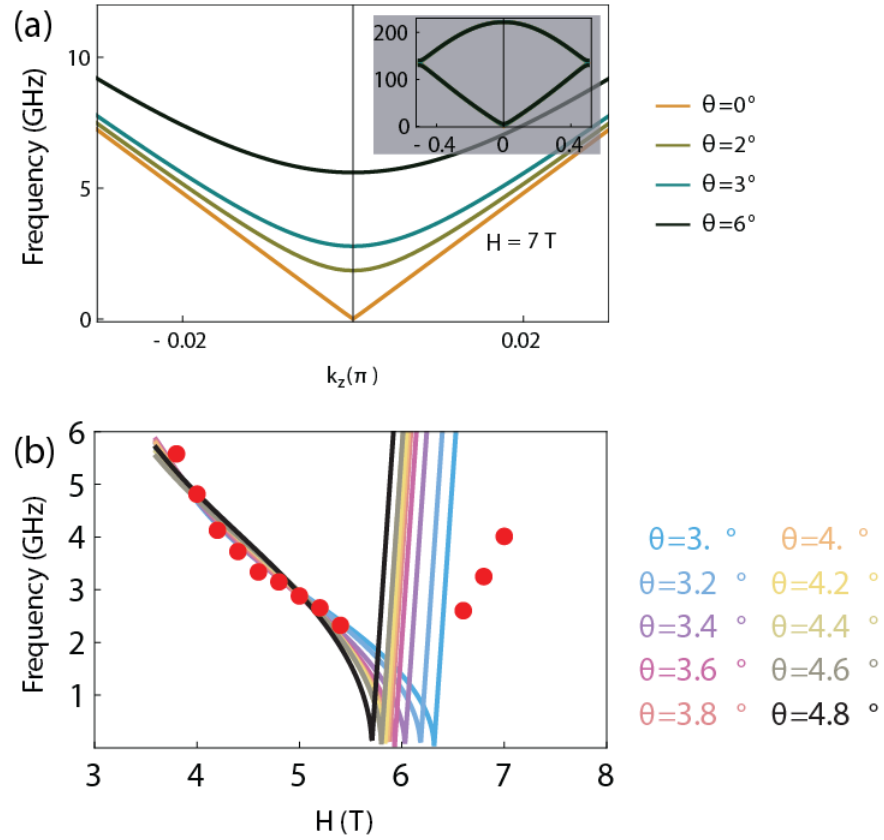 (a)
Frequency (GHz)
10
5
0
- 0.02
0.02
k_z(π)
200
100
0
- 0.4
0
0.4
H = 7 T
θ=0°
θ=2°
θ=3°
θ=6°
(b)
Frequency (GHz)
6
5
4
3
2
1
3
4
5
6
7
8
H (T)
θ=3. °
θ=4. °
θ=3.2 °
θ=4.2 °
θ=3.4 °
θ=4.4 °
θ=3.6 °
θ=4.6 °
θ=3.8 °
θ=4.8 °